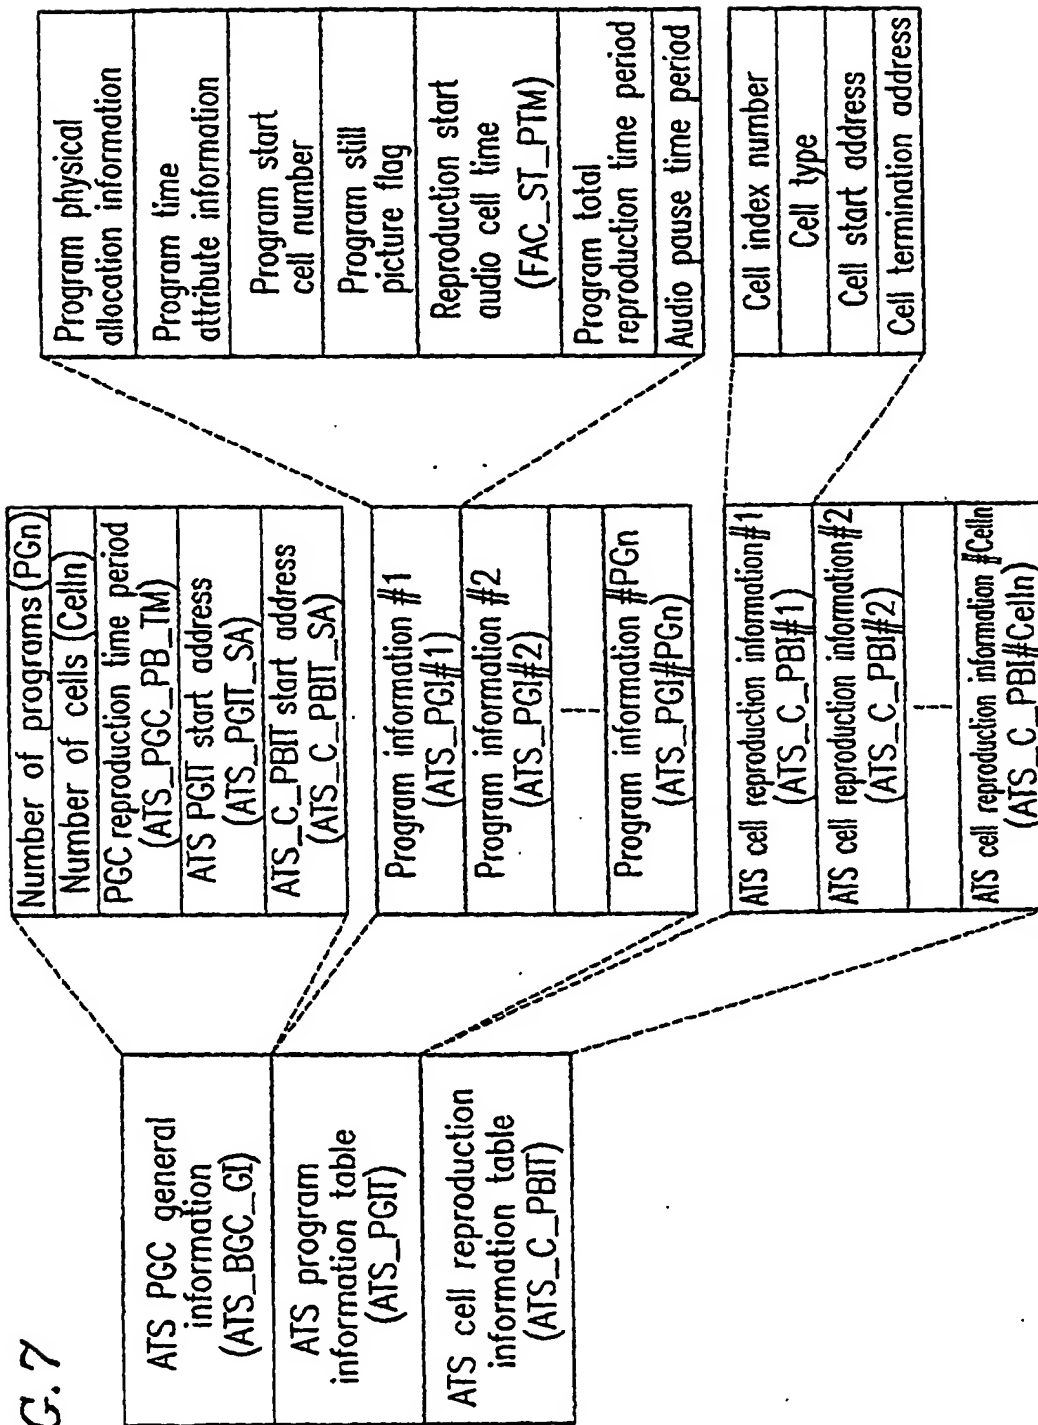 G. 7
ATS PGC general
information
(ATS_BGC_GI)
ATS program
information table
(ATS_PGIT)
ATS cell reproduction
information table
(ATS_C_PBIT)
Number of programs(PGn)
Number of cells(Celln)
PGC reproduction time period
(ATS_PGC_PB_TM)
ATS PGIT start address
(ATS_PGIT_SA)
ATS_C_PBIT start address
(ATS_C_PBIT_SA)
Program information #1
(ATS_PGI#1)
Program information #2
(ATS_PGI#2)
Program information #PGn
(ATS_PGI#PGn)
ATS cell reproduction information#1
(ATS_C_PBI#1)
ATS cell reproduction information#2
(ATS_C_PBI#2)
ATS cell reproduction information #Celln
(ATS_C_PBI#Celln)
Program physical
allocation information
Program time
attribute information
Program start
cell number
Program still
picture flag
Reproduction start
audio cell time
(FAC_ST_PTM)
Program total
reproduction time period
Audio pause time period
Cell index number
Cell type
Cell start address
Cell termination address